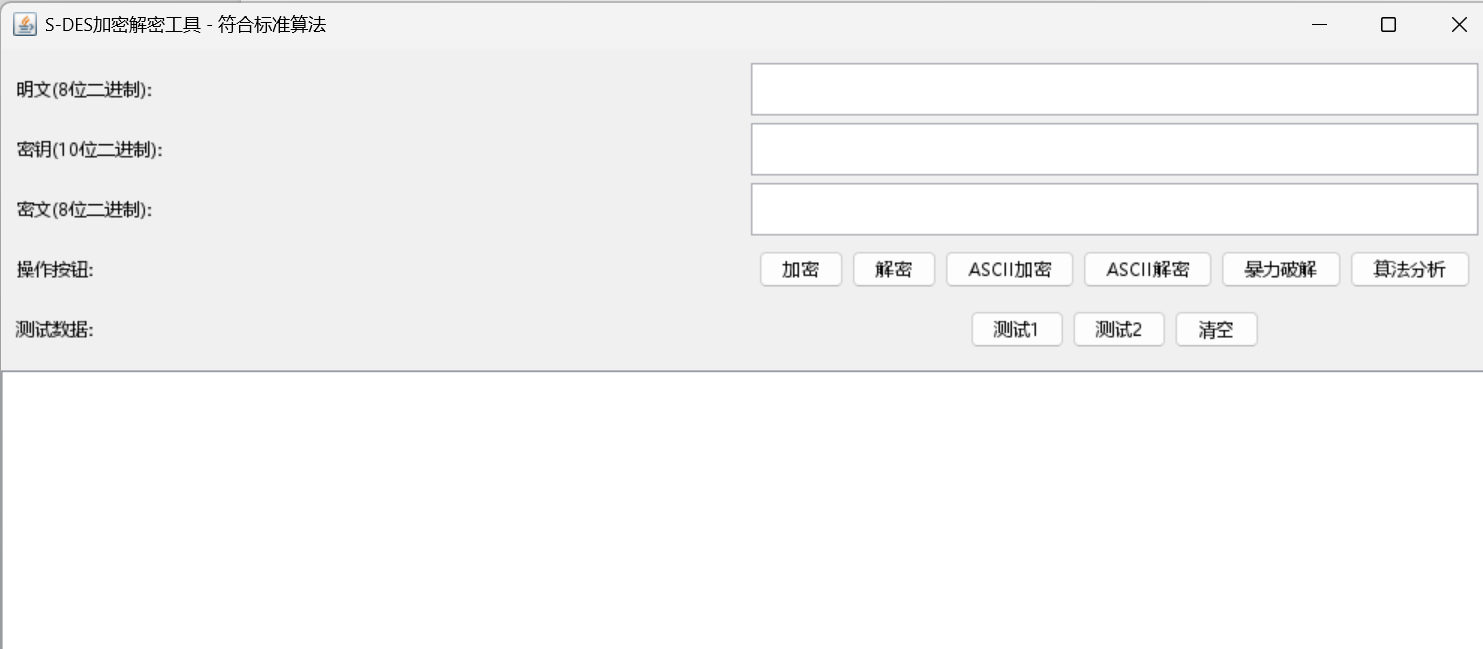 S-DES加密解密工具 - 符合标准算法
明文(8位二进制):
密钥(10位二进制):
密文(8位二进制):
操作按钮: 加密 解密 ASCII加密 ASCII解密 暴力破解 算法分析
测试数据: 测试1 测试2 清空